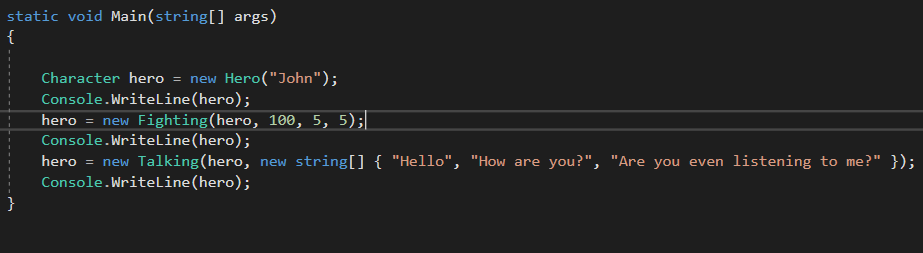 static void Main(string[] args)
{
Character hero = new Hero("John");
Console.WriteLine(hero);
hero = new Fighting(hero, 100, 5, 5);
Console.WriteLine(hero);
hero = new Talking(hero, new string[] { "Hello", "How are you?", "Are you even listening to me?" });
Console.WriteLine(hero);
}